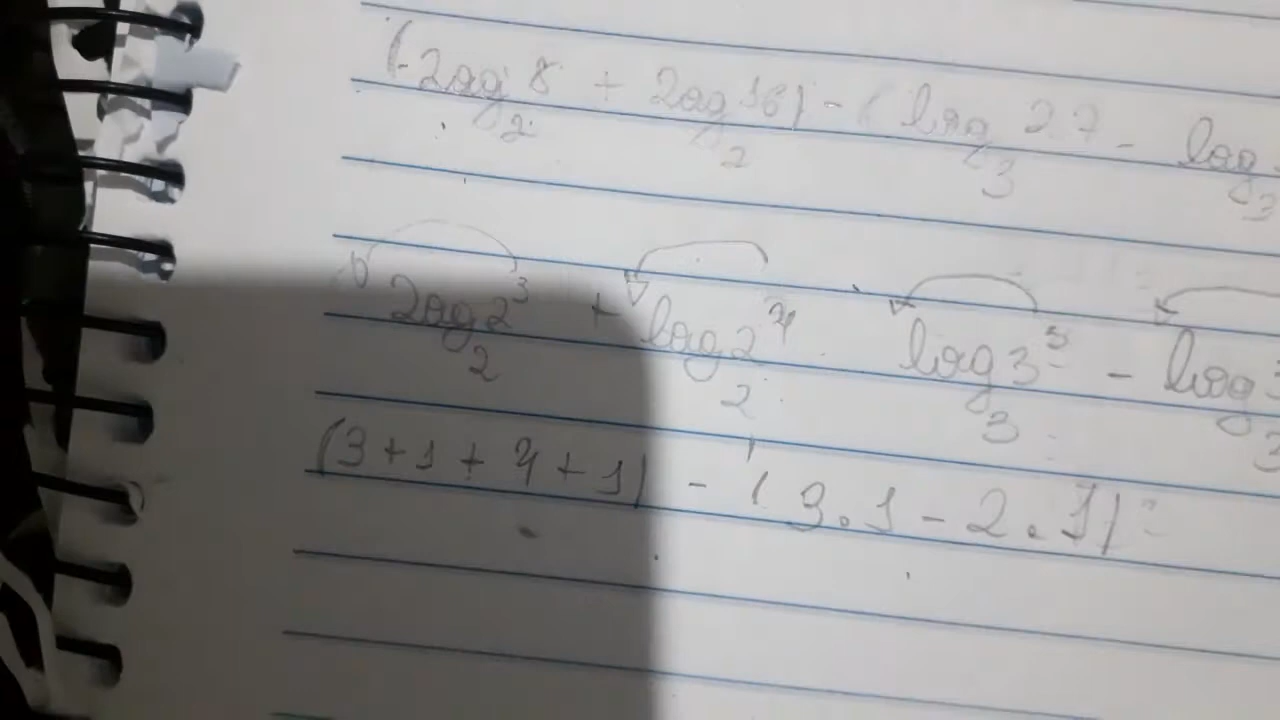 (log₂ 8 + log₂ 16) - (log₃ 27 - log₃
log₂ 2³ + log₂ 2⁴ log₃ 3³ - log₃ 3
(3+1 + 4+1) - (3.1 - 2.1) =